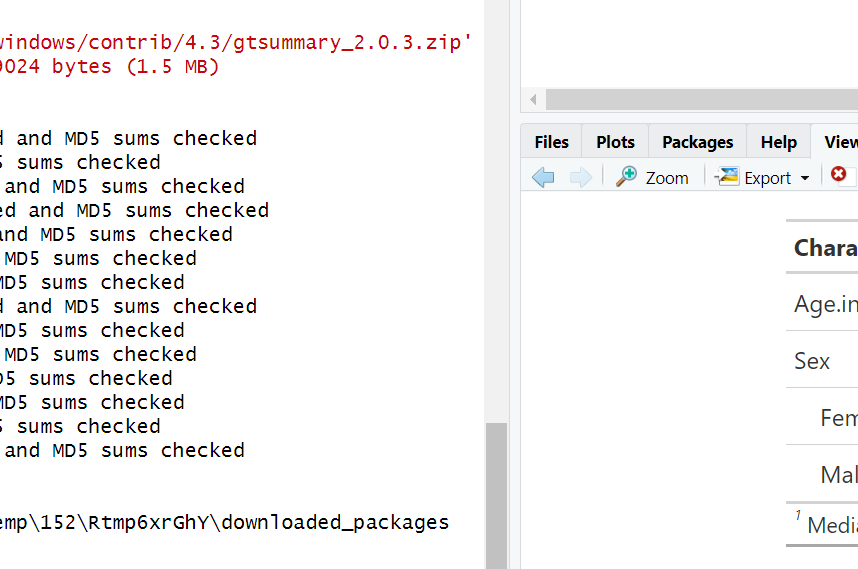 windows/contrib/4.3/gtsummary_2.0.3.zip'
9024 bytes (1.5 MB)
d and MD5 sums checked
5 sums checked
and MD5 sums checked
ed and MD5 sums checked
and MD5 sums checked
MD5 sums checked
MD5 sums checked
d and MD5 sums checked
MD5 sums checked
MD5 sums checked
D5 sums checked
MD5 sums checked
5 sums checked
and MD5 sums checked
emp\152\Rtmp6xrGhY\downloaded_packages
Files Plots Packages Help View
Zoom Export
Chara
Age.in
Sex
Fem
Mal
1 Media